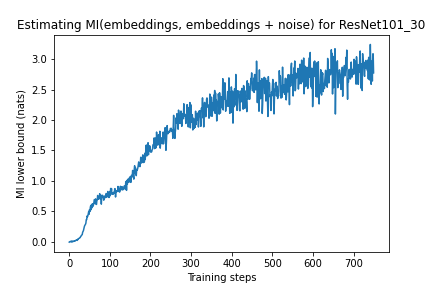 Estimating MI(embeddings, embeddings + noise) for ResNet101_30
3.0
2.5
2.0
1.5
1.0
0.5
0.0
MI lower bound (nats)
0 100 200 300 400 500 600 700
Training steps